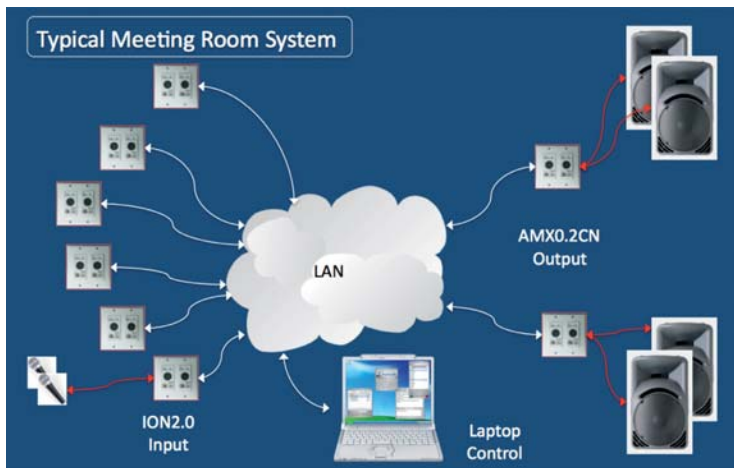 Typical Meeting Room System
LAN
AMX0.2CN
Output
ION2.0
Input
Laptop
Control